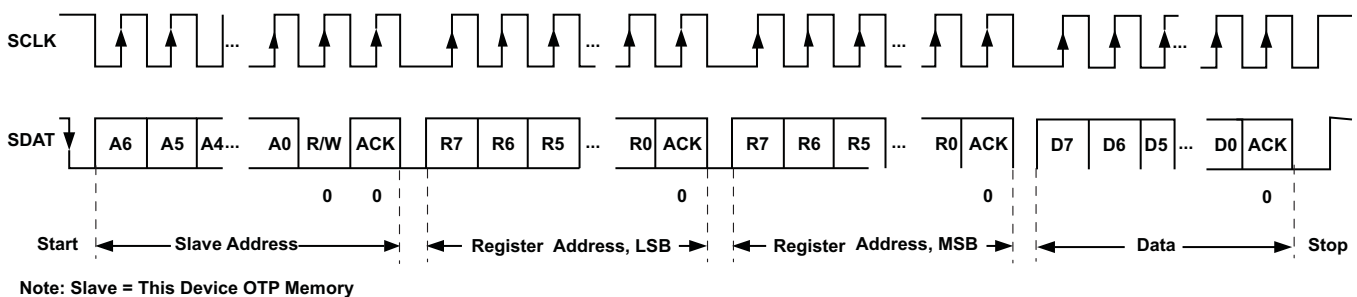 SCLK ... ... ... ...
SDAT A6 A5 A4... A0 R/W ACK R7 R6 R5 ... R0 ACK R7 R6 R5 ... R0 ACK D7 D6 D5 ... D0 ACK
0 0 0 0 0
Start Slave Address Register Address, LSB Register Address, MSB Data Stop
Note: Slave = This Device OTP Memory